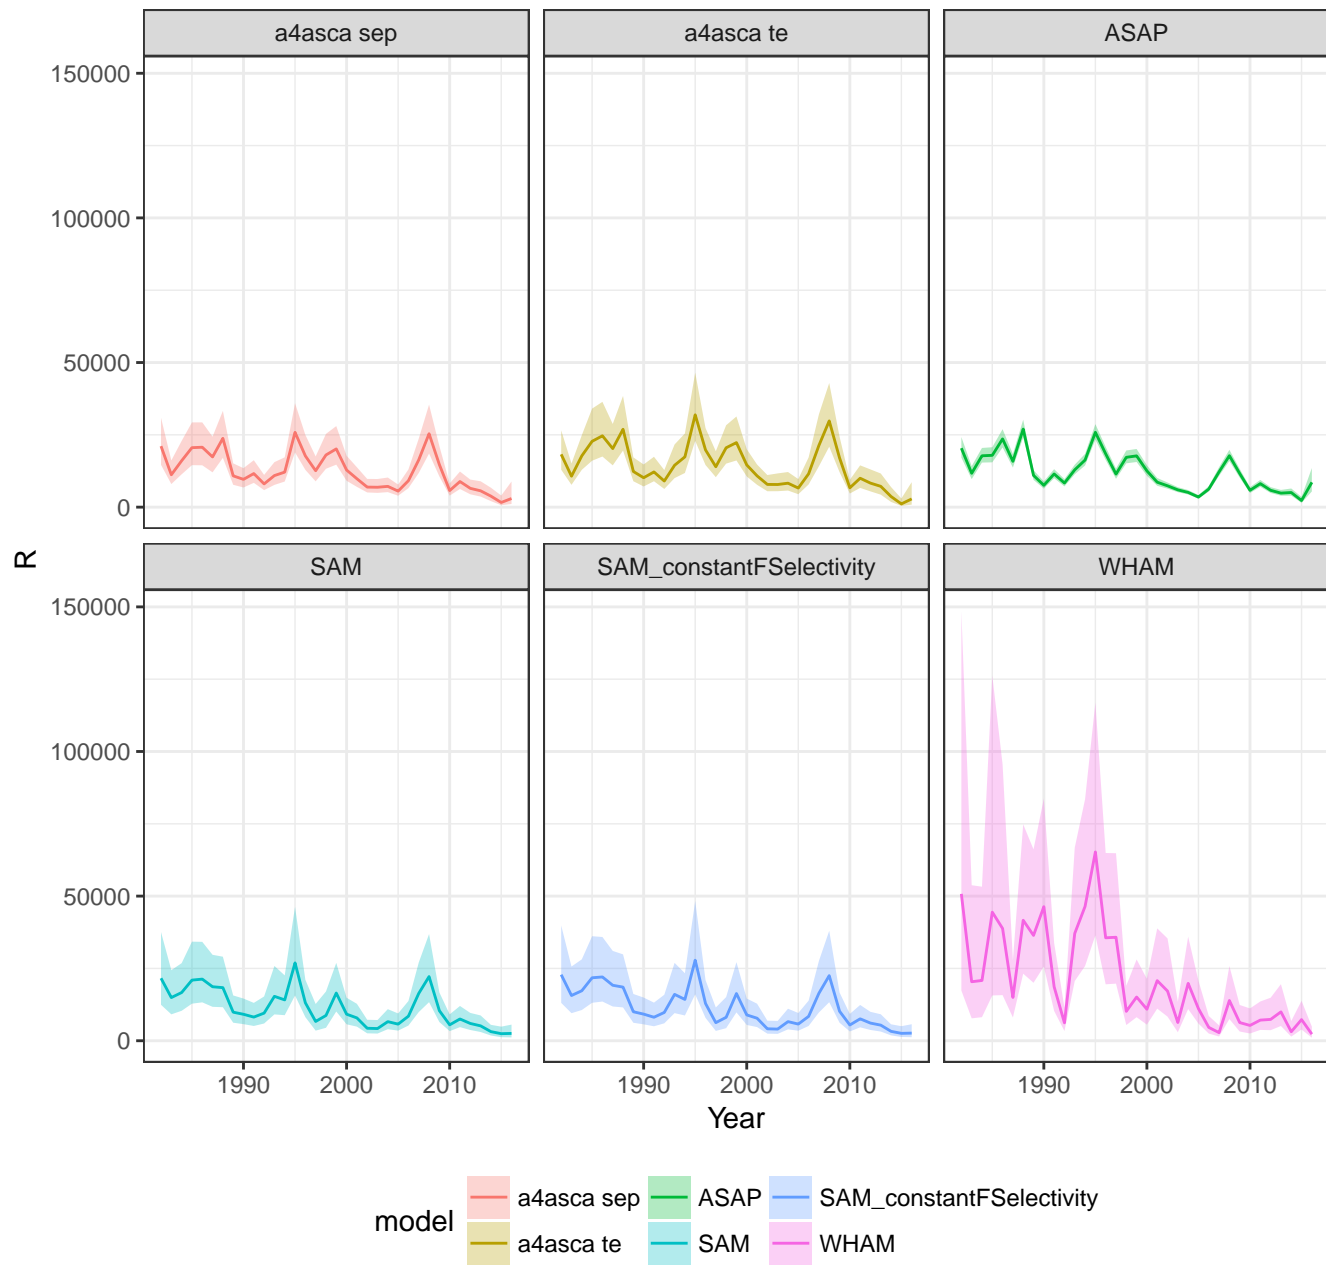 a4asca sep a4asca te ASAP
150000
100000
50000
0
R
SAM SAM_constantFSelectivity WHAM
150000
100000
50000
0
1990 2000 2010 1990 2000 2010 1990 2000 2010
Year
model
a4asca sep ASAP SAM_constantFSelectivity
a4asca te SAM WHAM